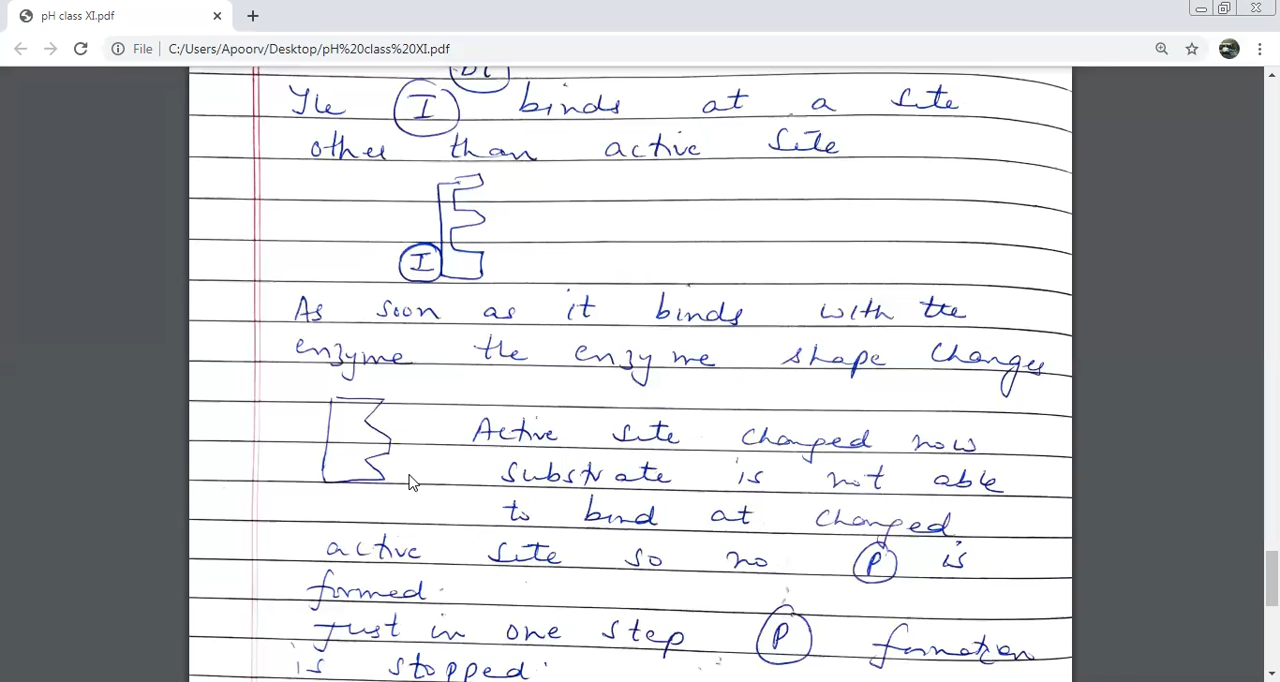 pH class XI.pdf
File C:/Users/Apoorv/Desktop/pH%20class%20XI.pdf
The I binds at a site
other than active site
I
As soon as it binds with the
enzyme the enzyme shape changes
Active site changed now
substrate is not able
to bind at changed
active site so no P is
formed.
Just in one step P formation
is stopped.